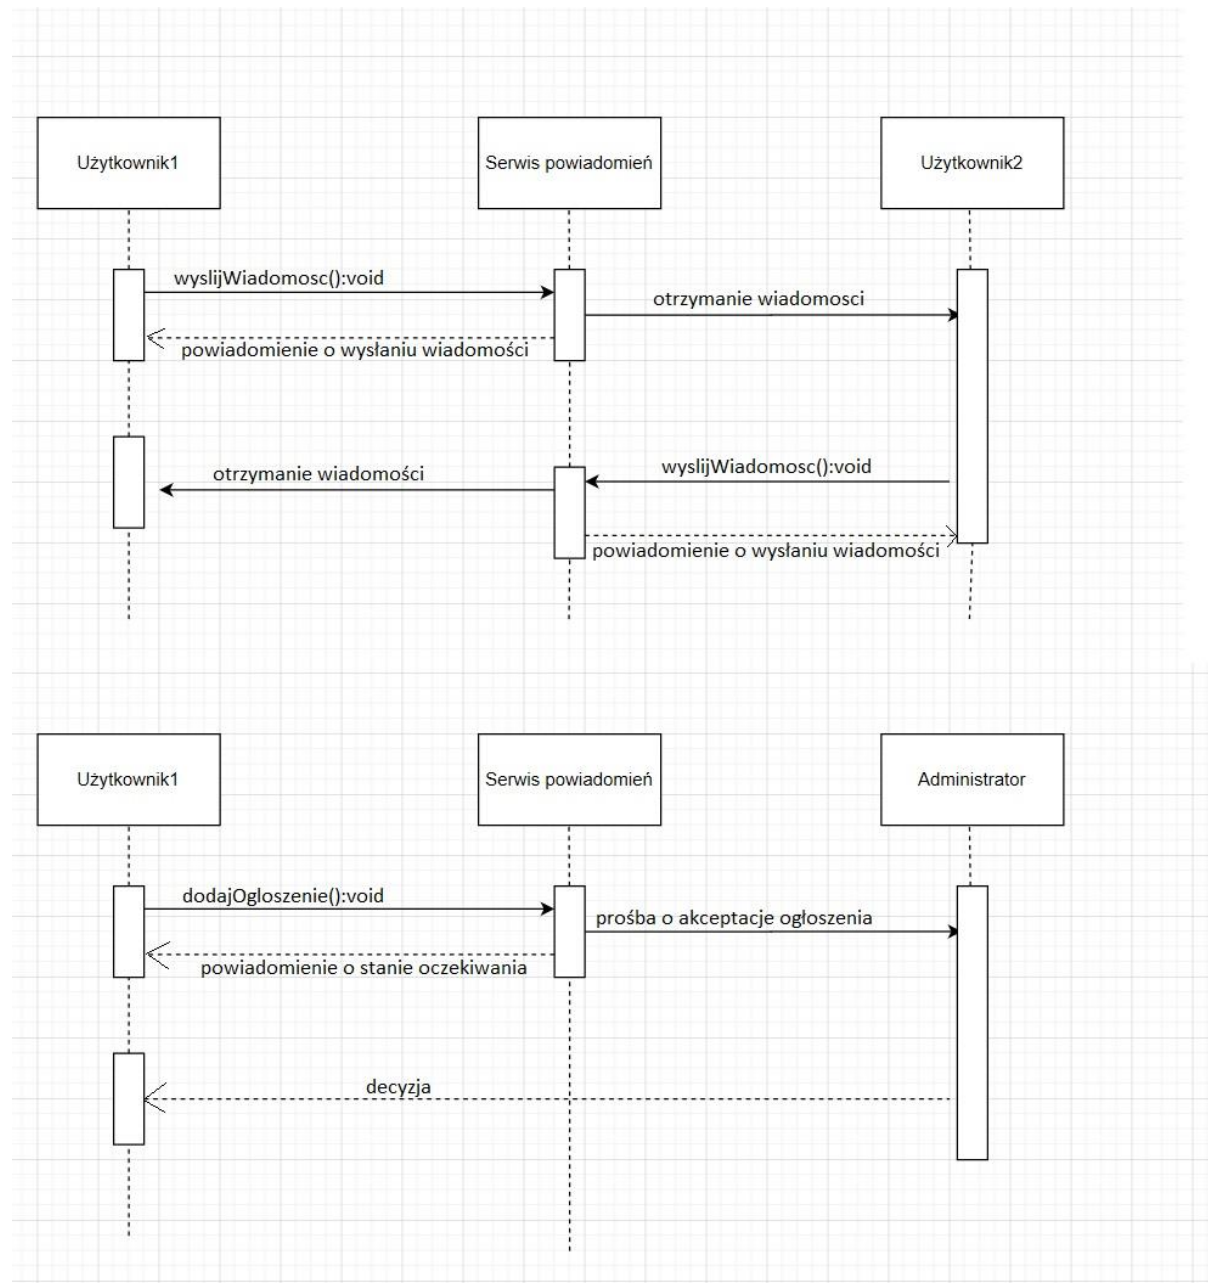 Użytkownik1
Serwis powiadomień
Użytkownik2
wyslijWiadomosc():void
otrzymanie wiadomosci
powiadomienie o wysłaniu wiadomości
wyslijWiadomosc():void
otrzymanie wiadomości
powiadomienie o wysłaniu wiadomości
Użytkownik1
Serwis powiadomień
Administrator
dodajOgloszenie():void
prośba o akceptacje ogłoszenia
powiadomienie o stanie oczekiwania
decyzja